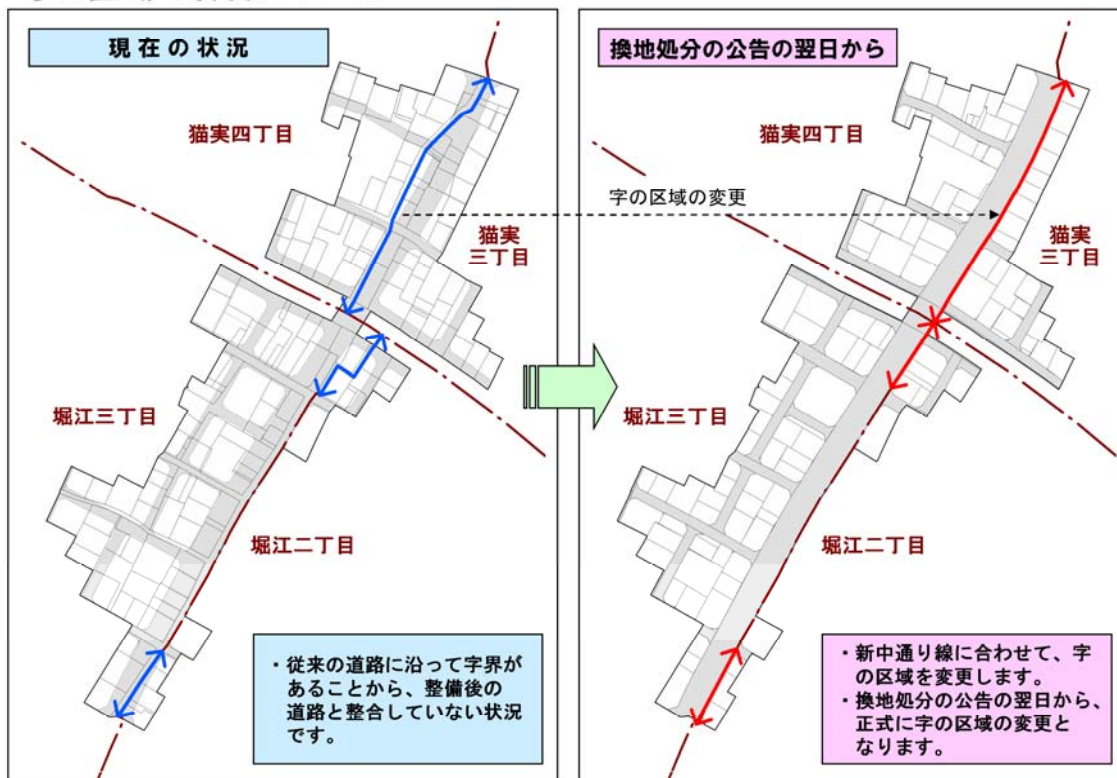 現在の状況
猫実四丁目
猫実
三丁目
堀江三丁目
堀江二丁目
・従来の道路に沿って字界が
あることから、整備後の
道路と整合していない状況
です。
字の区域の変更
換地処分の公告の翌日から
猫実四丁目
猫実
三丁目
堀江三丁目
堀江二丁目
・新中通り線に合わせて、字
の区域を変更します。
・換地処分の公告の翌日から、
正式に字の区域の変更と
なります。